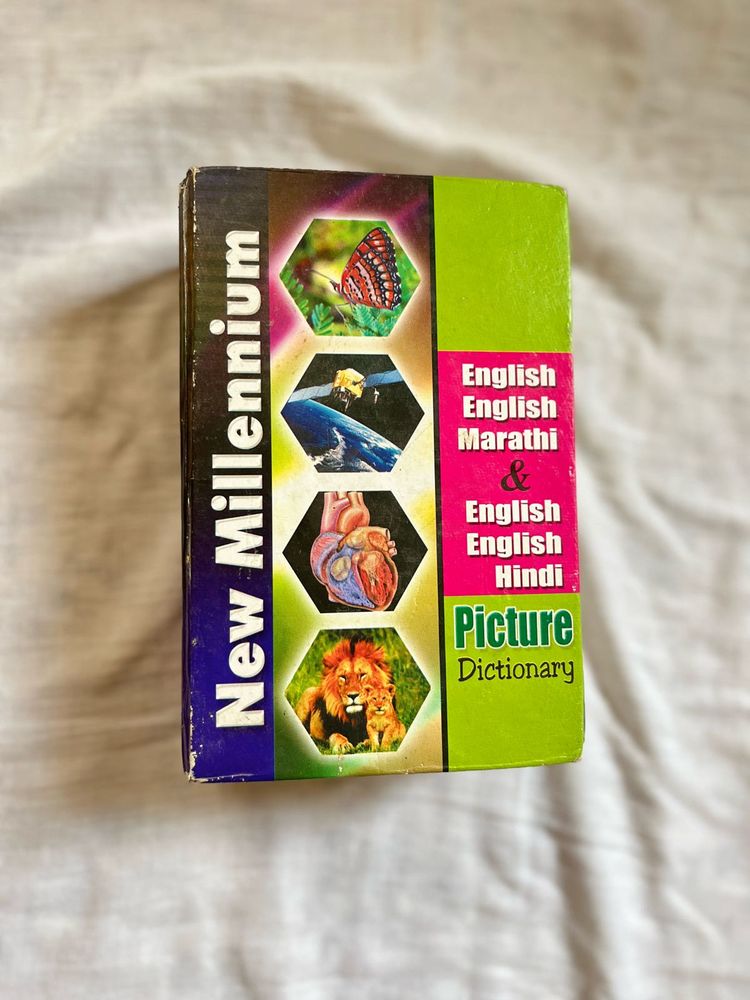 New Millennium
English
English
Marathi
&
English
English
Hindi
Picture
Dictionary